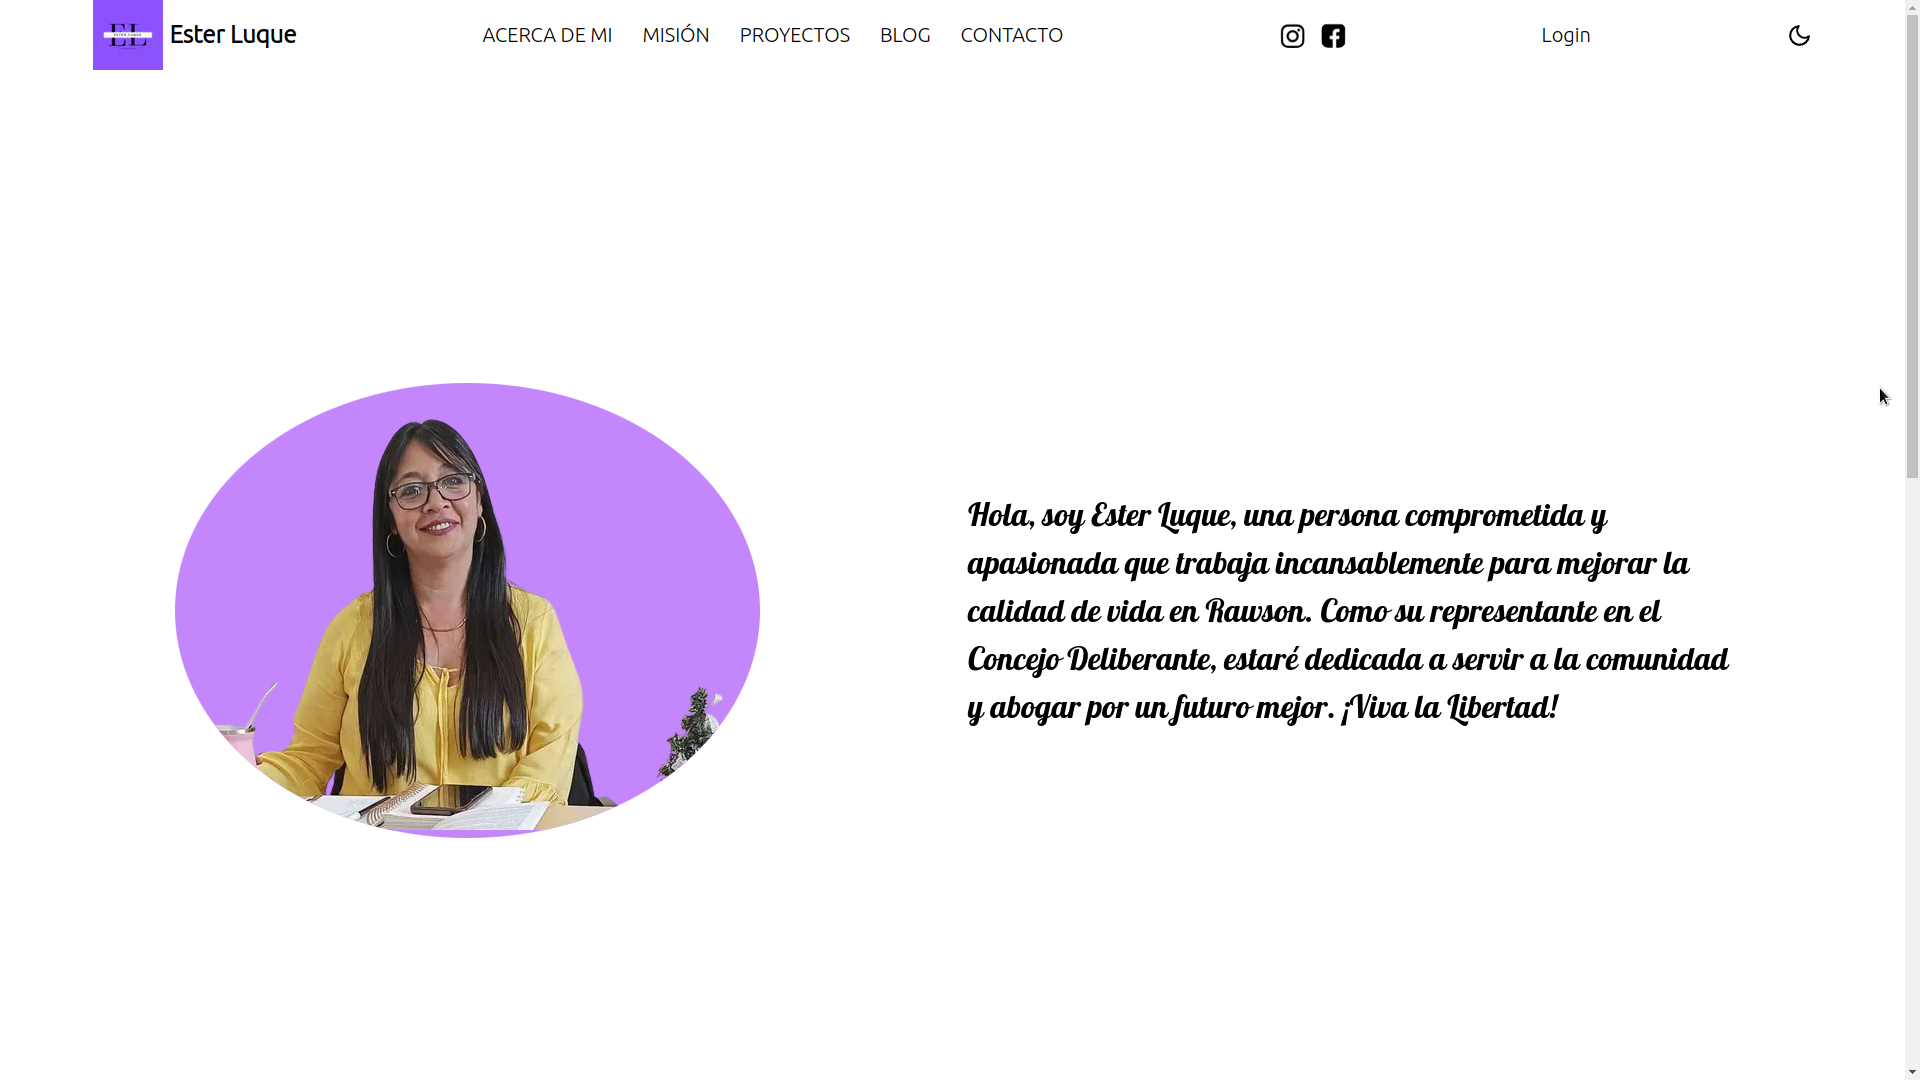 EL
ESTER LUQUE
Ester Luque
ACERCA DE MI
MISIÓN
PROYECTOS
BLOG
CONTACTO
Login
Hola, soy Ester Luque, una persona comprometida y
apasionada que trabaja incansablemente para mejorar la
calidad de vida en Rawson. Como su representante en el
Concejo Deliberante, estaré dedicada a servir a la comunidad
y abogar por un futuro mejor. ¡Viva la Libertad!